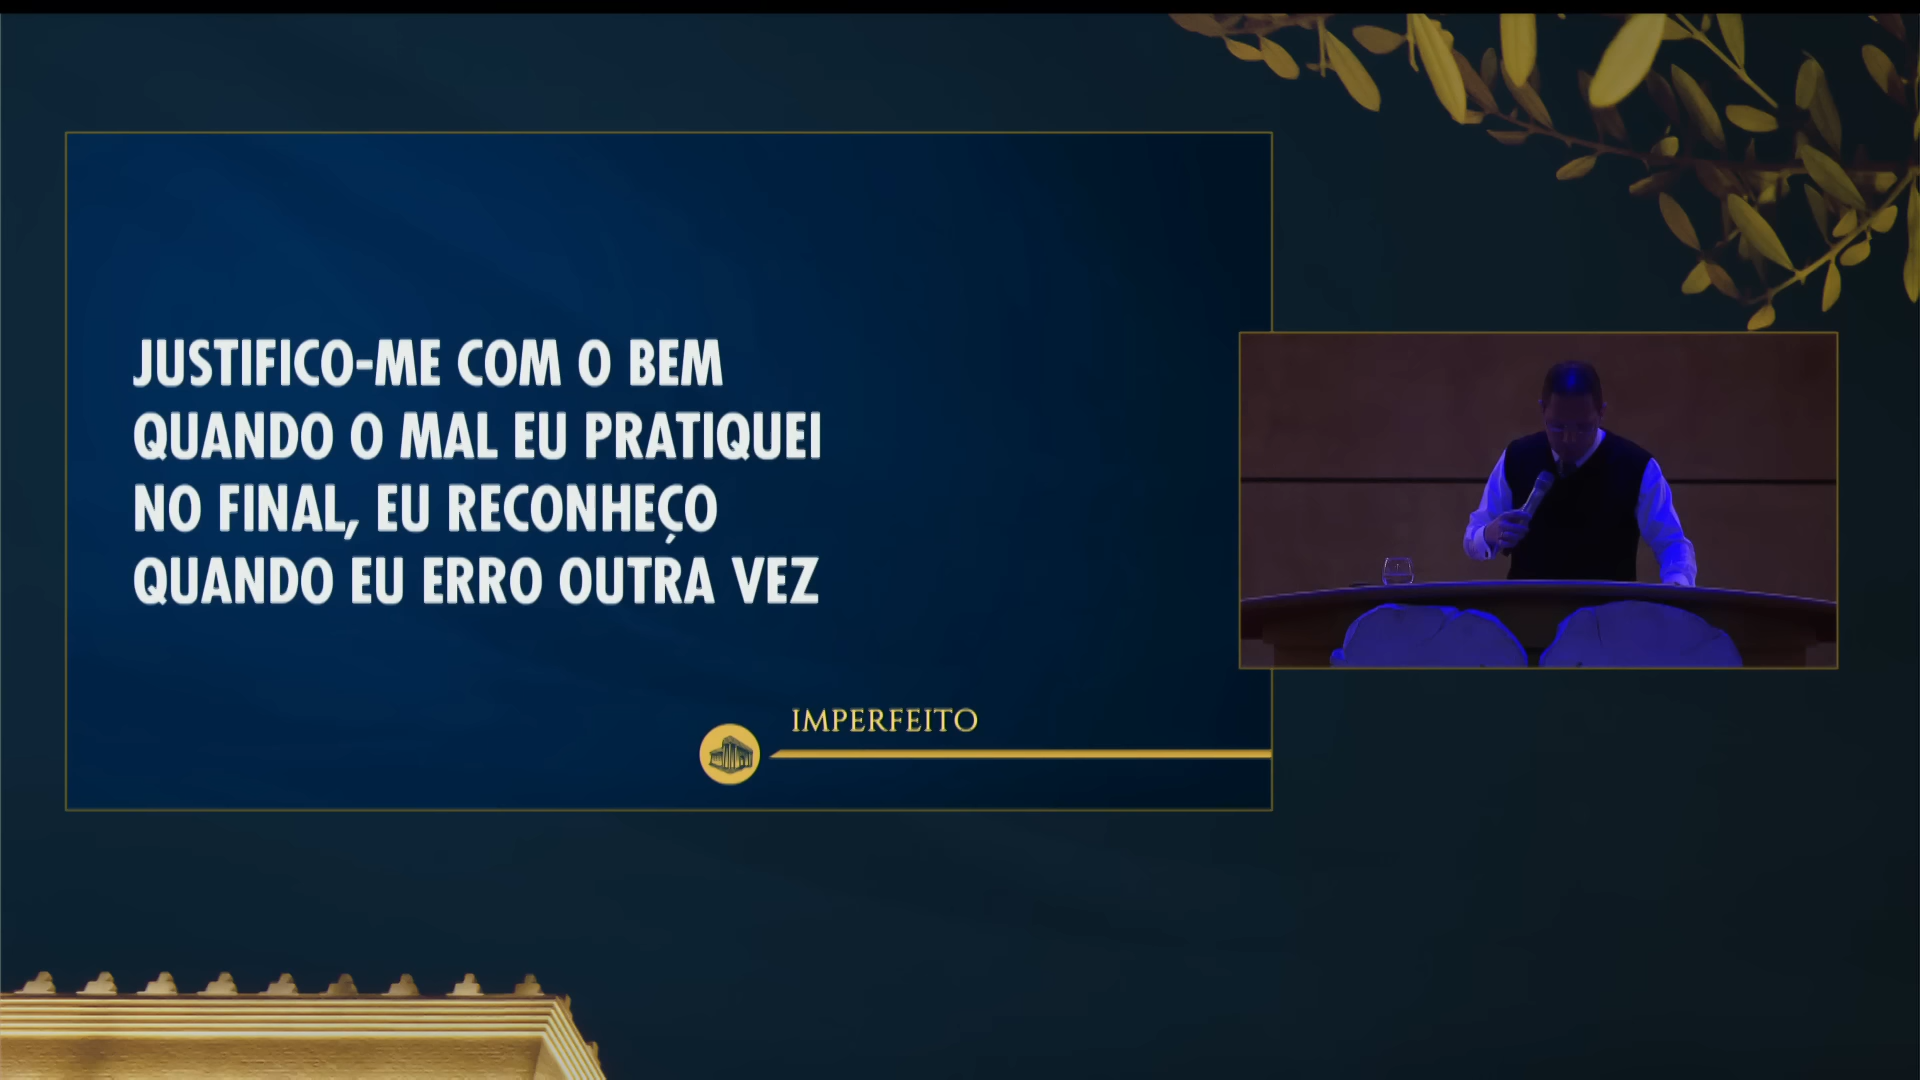 JUSTIFICO-ME COM O BEM
QUANDO O MAL EU PRATIQUEI
NO FINAL, EU RECONHEÇO
QUANDO EU ERRO OUTRA VEZ
IMPERFEITO